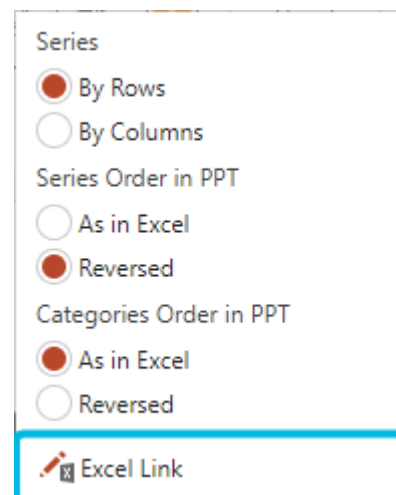 Series
By Rows
By Columns
Series Order in PPT
As in Excel
Reversed
Categories Order in PPT
As in Excel
Reversed
Excel Link